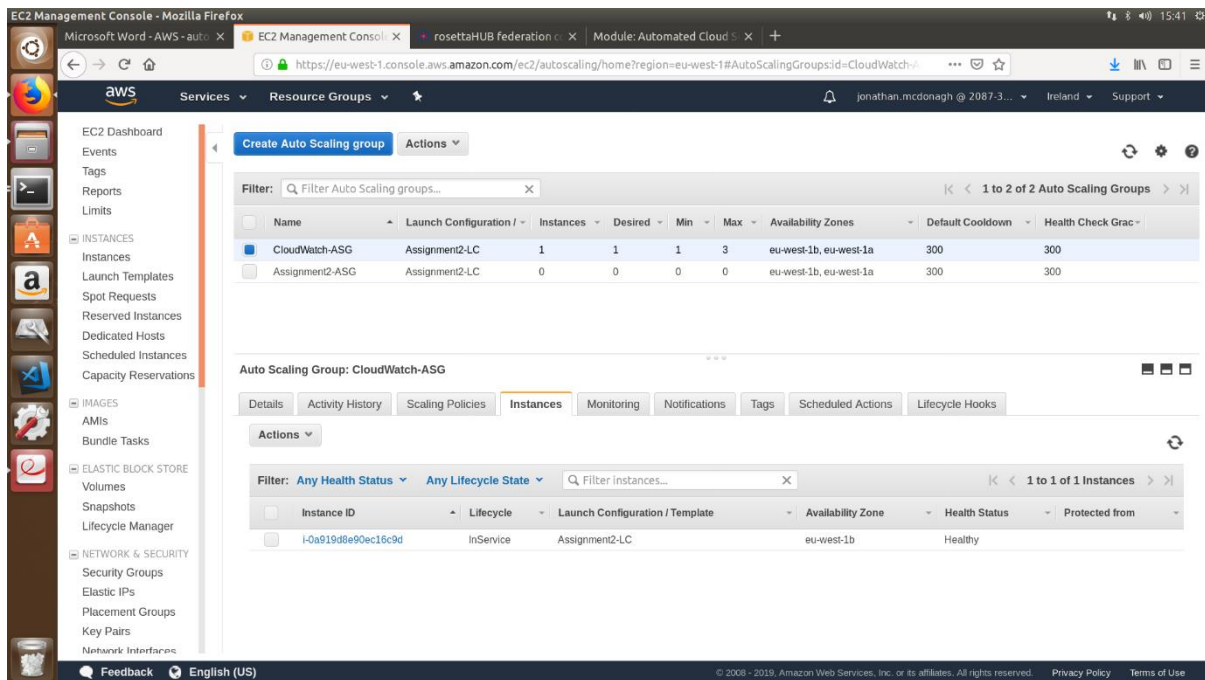 EC2 Management Console - Mozilla Firefox 15:41
Microsoft Word - AWS - auto EC2 Management Consol rosettaHUB federation c Module: Automated Cloud S
https://eu-west-1.console.aws.amazon.com/ec2/autoscaling/home?region=eu-west-1#AutoScalingGroups:id=CloudWatch-A
aws Services Resource Groups jonathan.mcdonagh @ 2087-3... Ireland Support
EC2 Dashboard
Events
Tags
Reports
Limits
INSTANCES
Instances
Launch Templates
Spot Requests
Reserved Instances
Dedicated Hosts
Scheduled Instances
Capacity Reservations
IMAGES
AMIs
Bundle Tasks
ELASTIC BLOCK STORE
Volumes
Snapshots
Lifecycle Manager
NETWORK & SECURITY
Security Groups
Elastic IPs
Placement Groups
Key Pairs
Network Interfaces
Create Auto Scaling group Actions
Filter: Filter Auto Scaling groups... 1 to 2 of 2 Auto Scaling Groups
Name Launch Configuration / Instances Desired Min Max Availability Zones Default Cooldown Health Check Grac
CloudWatch-ASG Assignment2-LC 1 1 1 3 eu-west-1b, eu-west-1a 300 300
Assignment2-ASG Assignment2-LC 0 0 0 0 eu-west-1b, eu-west-1a 300 300
Auto Scaling Group: CloudWatch-ASG
Details Activity History Scaling Policies Instances Monitoring Notifications Tags Scheduled Actions Lifecycle Hooks
Actions
Filter: Any Health Status Any Lifecycle State Filter instances... 1 to 1 of 1 Instances
Instance ID Lifecycle Launch Configuration / Template Availability Zone Health Status Protected from
i-0a919d8e90ec16c9d InService Assignment2-LC eu-west-1b Healthy
Feedback English (US) © 2008 - 2019, Amazon Web Services, Inc. or its affiliates. All rights reserved. Privacy Policy Terms of Use